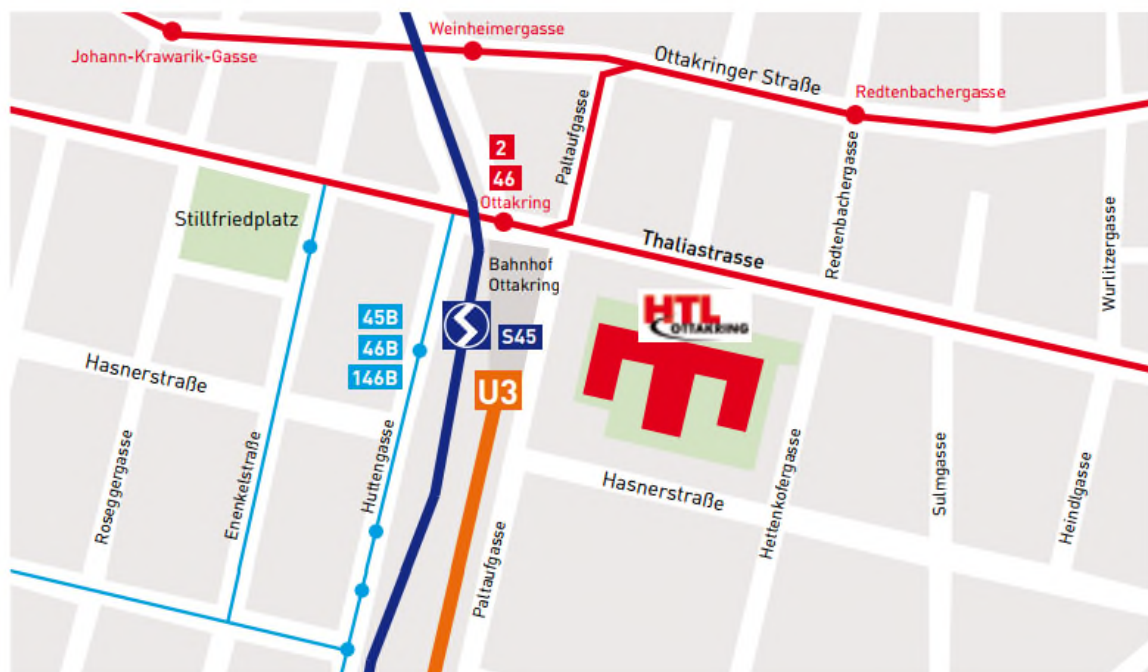 Weinheimergasse
Johann-Krawarik-Gasse
Ottakringer Straße
Redtenbachergasse
2
46
Ottakring
Paltaufgasse
Redtenbachergasse
Stillfriedplatz
Thaliastrasse
Wurlitzergasse
Bahnhof
Ottakring
HTL
OTTAKRING
45B
46B
146B
S45
U3
Hasnerstraße
Roseggergasse
Enenkelstraße
Huttengasse
Paltaufgasse
Hasnerstraße
Hettenkofergasse
Sulmgasse
Heindlgasse